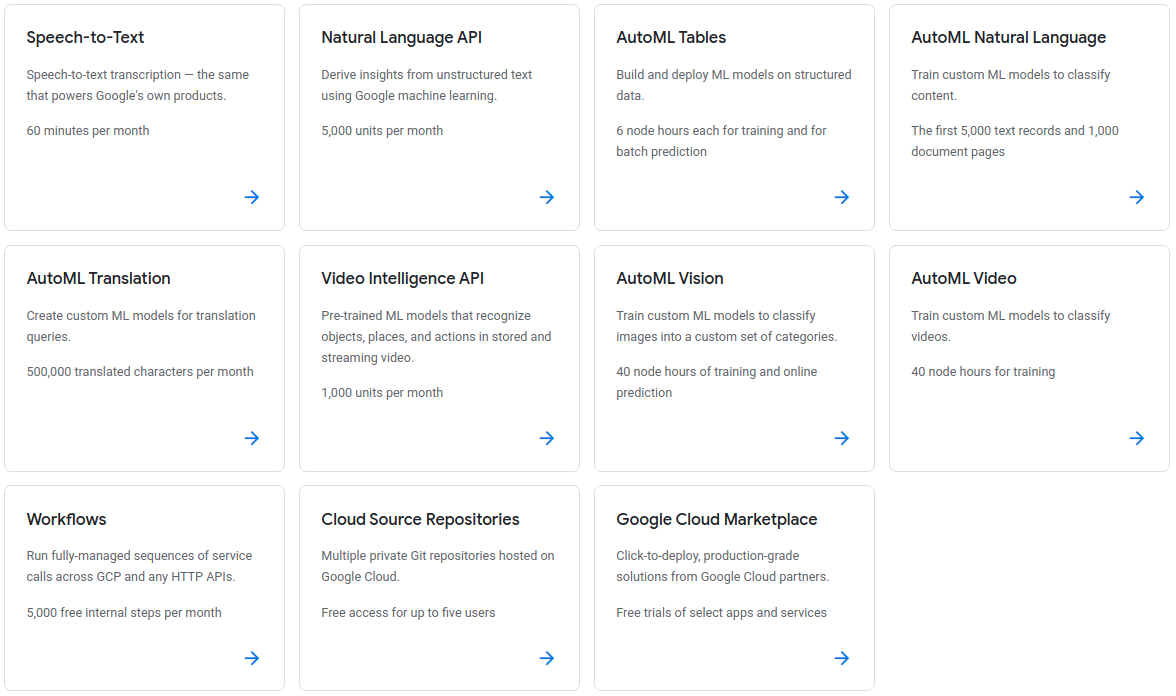 Speech-to-Text
Speech-to-text transcription — the same
that powers Google's own products.
60 minutes per month
Natural Language API
Derive insights from unstructured text
using Google machine learning.
5,000 units per month
AutoML Tables
Build and deploy ML models on structured
data.
6 node hours each for training and for
batch prediction
AutoML Natural Language
Train custom ML models to classify
content.
The first 5,000 text records and 1,000
document pages
AutoML Translation
Create custom ML models for translation
queries.
500,000 translated characters per month
Video Intelligence API
Pre-trained ML models that recognize
objects, places, and actions in stored and
streaming video.
1,000 units per month
AutoML Vision
Train custom ML models to classify
images into a custom set of categories.
40 node hours of training and online
prediction
AutoML Video
Train custom ML models to classify
videos.
40 node hours for training
Workflows
Run fully-managed sequences of service
calls across GCP and any HTTP APIs.
5,000 free internal steps per month
Cloud Source Repositories
Multiple private Git repositories hosted on
Google Cloud.
Free access for up to five users
Google Cloud Marketplace
Click-to-deploy, production-grade
solutions from Google Cloud partners.
Free trials of select apps and services